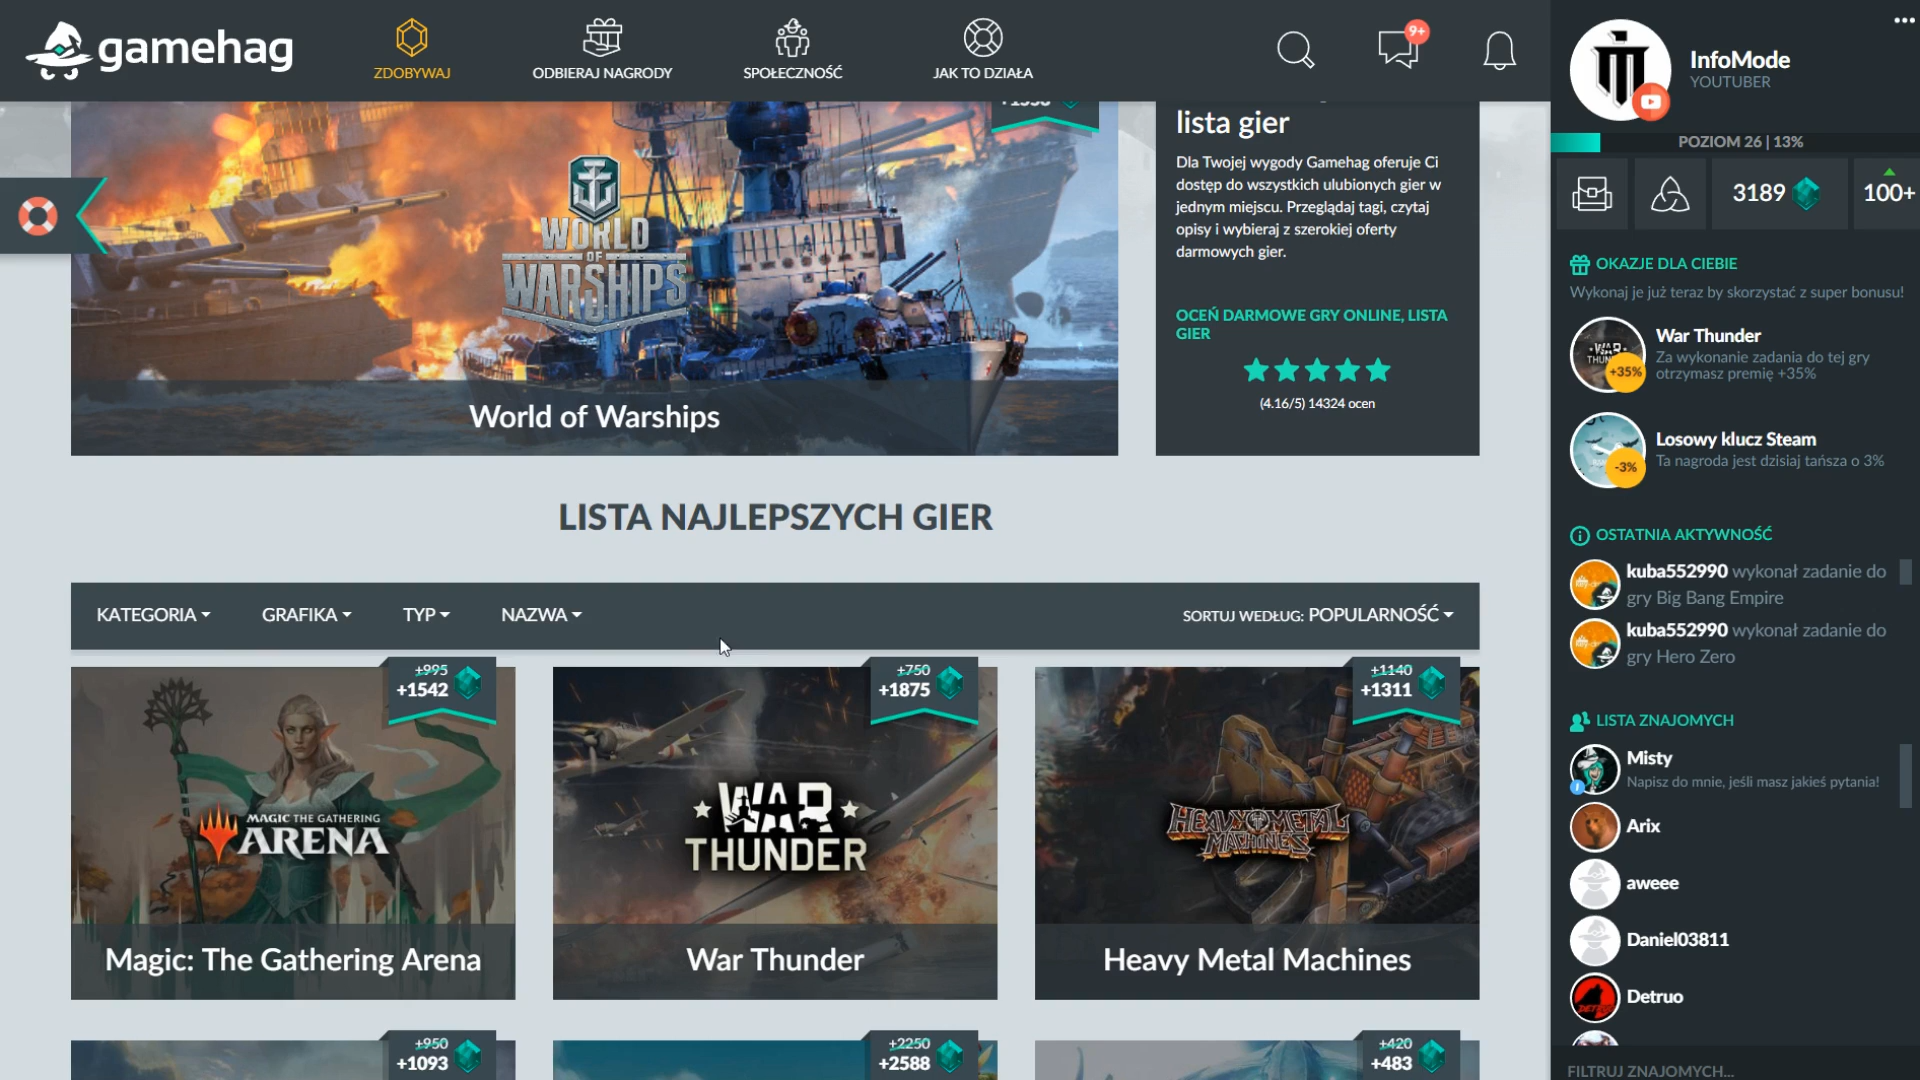 gamehag
ZDOBYWAJ
ODBIERAJ NAGRODY
SPOŁECZNOŚĆ
JAK TO DZIAŁA
9+
InfoMode
YOUTUBER
POZIOM 26 | 13%
3189
100+
WORLD
OF
WARSHIPS
World of Warships
lista gier
Dla Twojej wygody Gamehag oferuje Ci
dostęp do wszystkich ulubionych gier w
jednym miejscu. Przeglądaj tagi, czytaj
opisy i wybieraj z szerokiej oferty
darmowych gier.
OCEŃ DARMOWE GRY ONLINE, LISTA
GIER
(4.16/5) 14324 ocen
OKAZJE DLA CIEBIE
Wykonaj je już teraz by skorzystać z super bonusu!
War Thunder
Za wykonanie zadania do tej gry
otrzymasz premię +35%
+35%
Losowy klucz Steam
Ta nagroda jest dzisiaj tańsza o 3%
-3%
OSTATNIA AKTYWNOŚĆ
kuba552990 wykonał zadanie do
gry Big Bang Empire
kuba552990 wykonał zadanie do
gry Hero Zero
LISTA ZNAJOMYCH
Misty
Napisz do mnie, jeśli masz jakieś pytania!
Arix
aweee
Daniel03811
Detruo
FILTRUJ ZNAJOMYCH...
LISTA NAJLEPSZYCH GIER
KATEGORIA
GRAFIKA
TYP
NAZWA
SORTUJ WEDŁUG: POPULARNOŚĆ
+995
+1542
MAGIC THE GATHERING
ARENA
Magic: The Gathering Arena
+750
+1875
WAR
THUNDER
War Thunder
+1140
+1311
HEAVY METAL
MACHINES
Heavy Metal Machines
+950
+1093
+2250
+2588
+420
+483